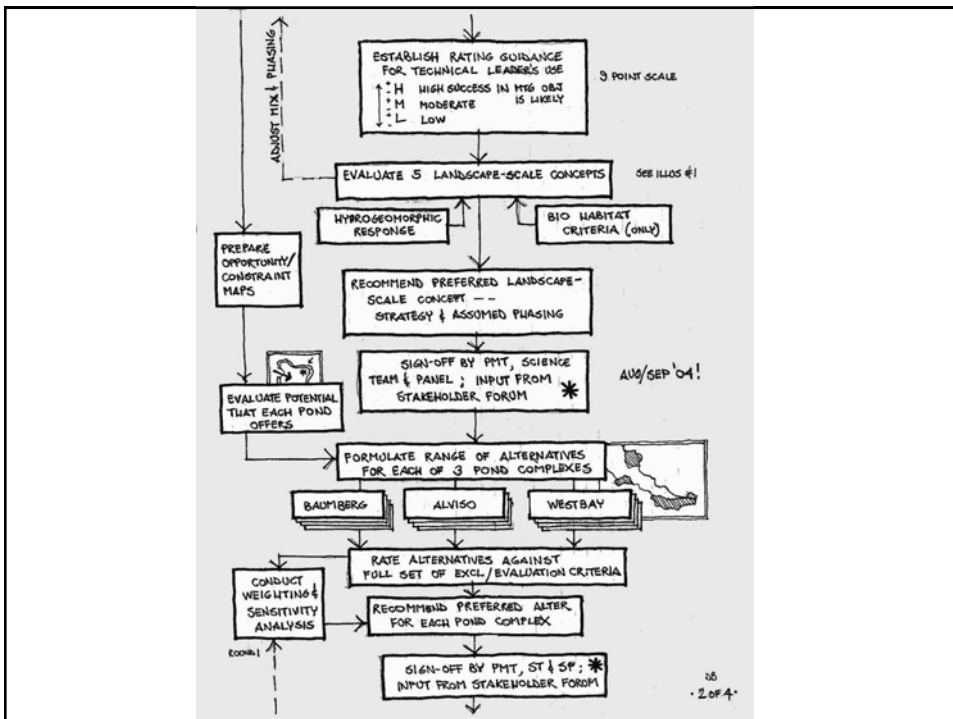 ADJUST MIX & PHASING
ESTABLISH RATING GUIDANCE
FOR TECHNICAL LEADER'S USE
+ H HIGH SUCCESS IN MTG OBJ
IS LIKELY
+ M MODERATE
+ L LOW
9 POINT SCALE
EVALUATE 5 LANDSCAPE-SCALE CONCEPTS
SEE ILLOS #1
HYDROGEOMORPHIC
RESPONSE
BIO HABITAT
CRITERIA (ONLY)
PREPARE
OPPORTUNITY/
CONSTRAINT
MAPS
RECOMMEND PREFERRED LANDSCAPE-
SCALE CONCEPT --
STRATEGY & ASSUMED PHASING
SIGN-OFF BY PMT, SCIENCE
TEAM & PANEL; INPUT FROM
STAKEHOLDER FORUM *
AUG/SEP '04!
EVALUATE POTENTIAL
THAT EACH POND
OFFERS
FORMULATE RANGE OF ALTERNATIVES
FOR EACH OF 3 POND COMPLEXES
BAUMBERG
ALVISO
WESTBAY
RATE ALTERNATIVES AGAINST
FULL SET OF EXCL/EVALUATION CRITERIA
CONDUCT
WEIGHTING &
SENSITIVITY
ANALYSIS
RECOMMEND PREFERRED ALTER
FOR EACH POND COMPLEX
ROUND 1
SIGN-OFF BY PMT, ST & SP; *
INPUT FROM STAKEHOLDER FORUM
· 2 OF 4 ·